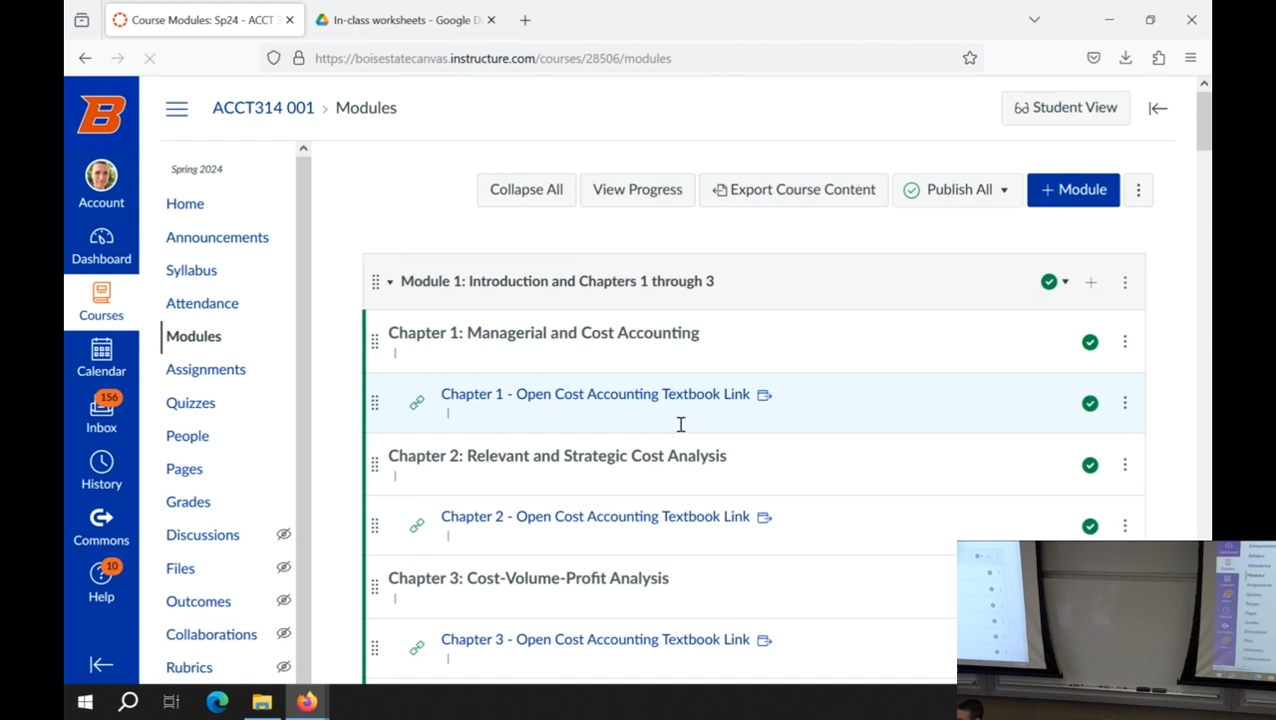 Course Modules: Sp24 - ACCT 3
In-class worksheets - Google D
https://boisestatecanvas.instructure.com/courses/28506/modules
B
ACCT314 001 › Modules
Student View
Account
Dashboard
Courses
Calendar
156
Inbox
History
Commons
10
Help
Spring 2024
Home
Announcements
Syllabus
Attendance
Modules
Assignments
Quizzes
People
Pages
Grades
Discussions
Files
Outcomes
Collaborations
Rubrics
Collapse All
View Progress
Export Course Content
Publish All
+ Module
Module 1: Introduction and Chapters 1 through 3
Chapter 1: Managerial and Cost Accounting
Chapter 1 - Open Cost Accounting Textbook Link
Chapter 2: Relevant and Strategic Cost Analysis
Chapter 2 - Open Cost Accounting Textbook Link
Chapter 3: Cost-Volume-Profit Analysis
Chapter 3 - Open Cost Accounting Textbook Link